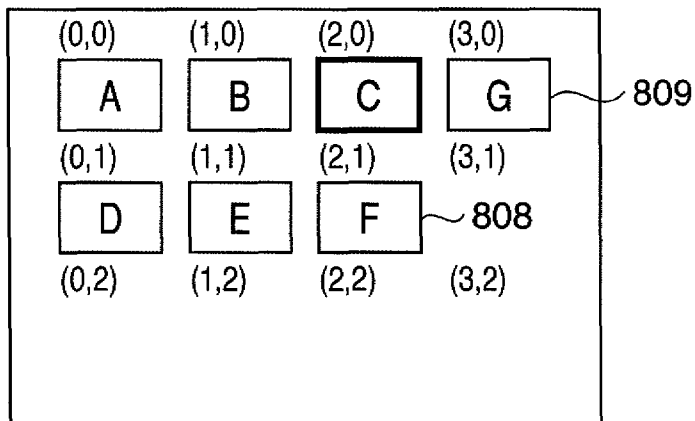 (0,0) (1,0) (2,0) (3,0)
A B C G 809
(0,1) (1,1) (2,1) (3,1)
D E F 808
(0,2) (1,2) (2,2) (3,2)